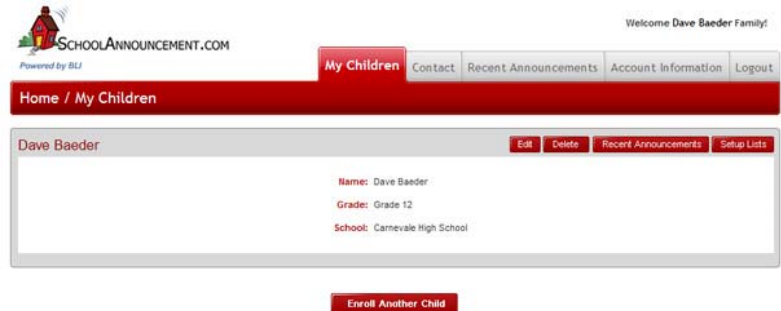 Welcome Dave Baeder Family!
SCHOOLANNOUNCEMENT.COM
Powered by BLI
My Children Contact Recent Announcements Account Information Logout
Home / My Children
Dave Baeder Edit Delete Recent Announcements Setup Lists
Name: Dave Baeder
Grade: Grade 12
School: Carnevale High School
Enroll Another Child